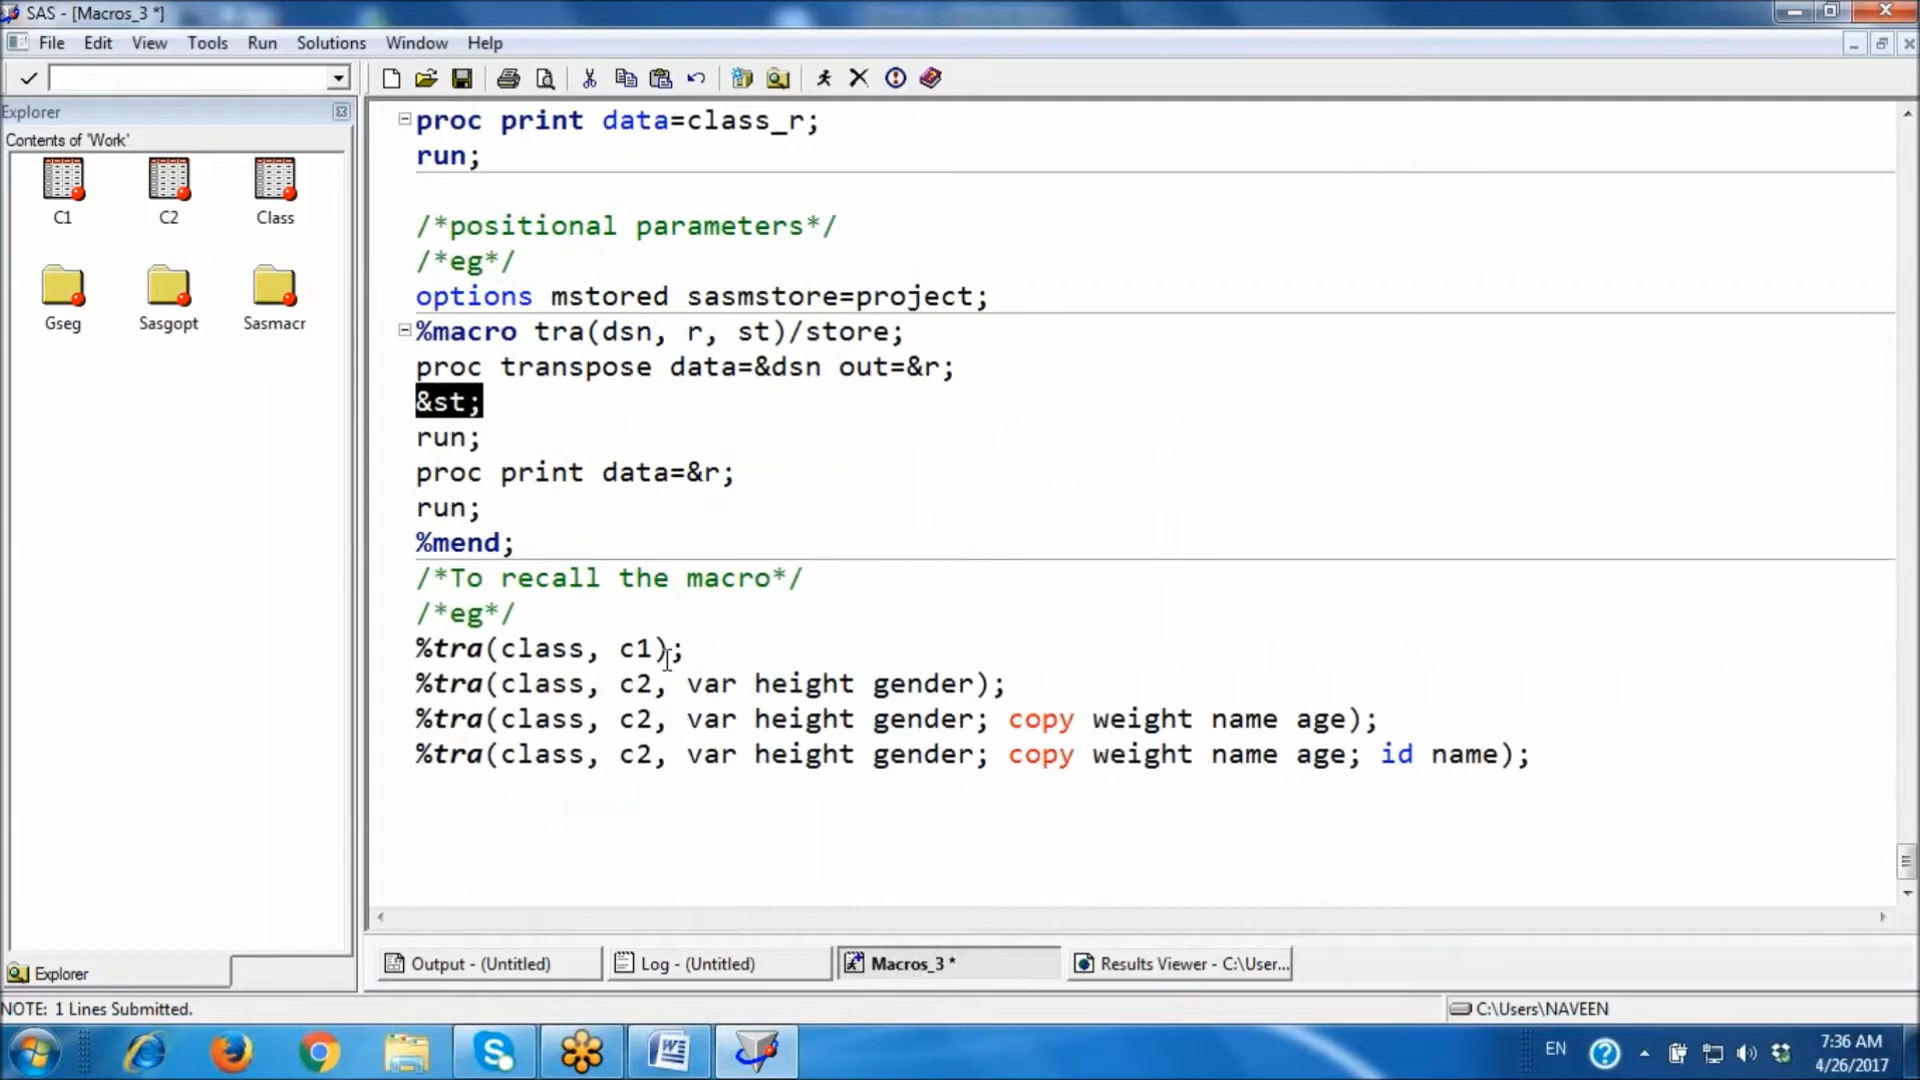 SAS - [Macros_3 *]
File Edit View Tools Run Solutions Window Help
Explorer
Contents of 'Work'
C1 C2 Class
Gseg Sasgopt Sasmacr
proc print data=class_r;
run;
/*positional parameters*/
/*eg*/
options mstored sasmstore=project;
%macro tra(dsn, r, st)/store;
proc transpose data=&dsn out=&r;
&st;
run;
proc print data=&r;
run;
%mend;
/*To recall the macro*/
/*eg*/
%tra(class, c1);
%tra(class, c2, var height gender);
%tra(class, c2, var height gender; copy weight name age);
%tra(class, c2, var height gender; copy weight name age; id name);
Explorer
Output - (Untitled) Log - (Untitled) Macros_3 * Results Viewer - C:\User...
NOTE: 1 Lines Submitted.
C:\Users\NAVEEN
EN
7:36 AM
4/26/2017